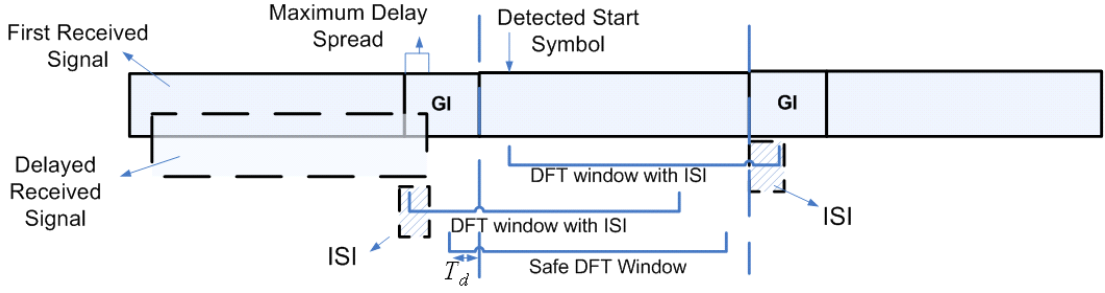 Maximum Delay
Spread
Detected Start
Symbol
First Received
Signal
GI
GI
Delayed
Received
Signal
DFT window with ISI
ISI
DFT window with ISI
ISI
Safe DFT Window
T_d